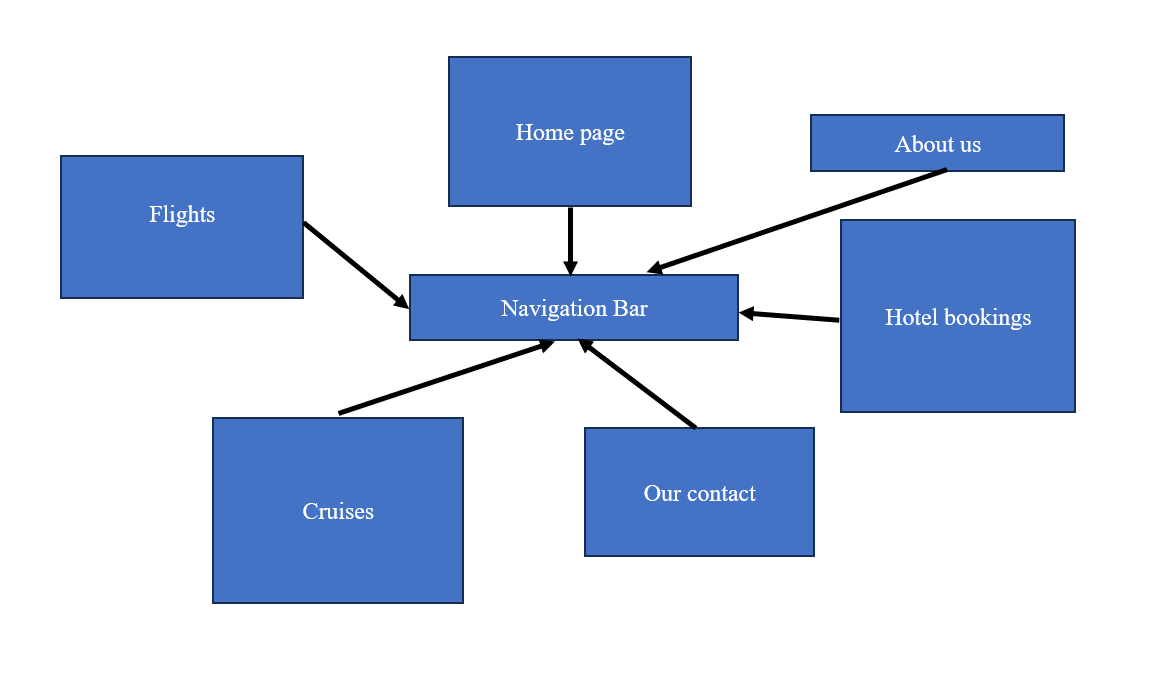 Home page
About us
Flights
Navigation Bar
Hotel bookings
Cruises
Our contact